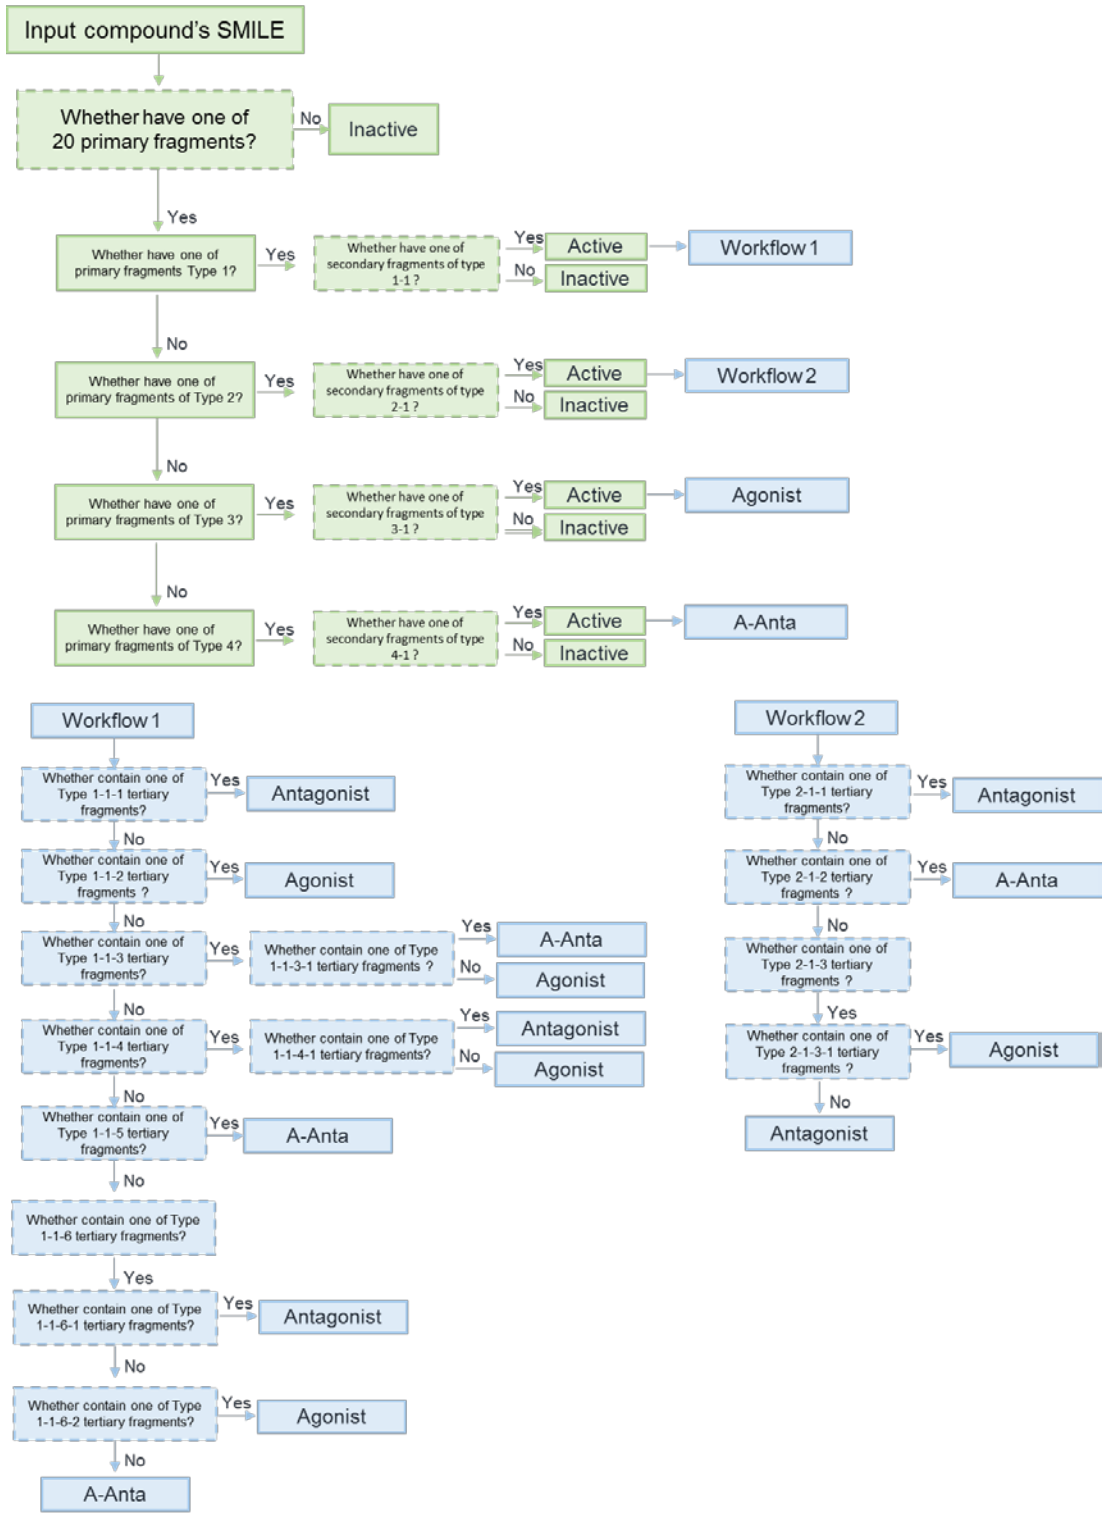 Input compound's SMILE
Whether have one of
20 primary fragments?
No
Inactive
Yes
Whether have one of
primary fragments Type 1?
Yes
Whether have one of
secondary fragments of type
1-1 ?
Yes
Active
Workflow 1
No
Inactive
No
Whether have one of
primary fragments of Type 2?
Yes
Whether have one of
secondary fragments of type
2-1 ?
Yes
Active
Workflow 2
No
Inactive
No
Whether have one of
primary fragments of Type 3?
Yes
Whether have one of
secondary fragments of type
3-1 ?
Yes
Active
Agonist
No
Inactive
No
Whether have one of
primary fragments of Type 4?
Yes
Whether have one of
secondary fragments of type
4-1 ?
Yes
Active
A-Anta
No
Inactive
Workflow 1
Whether contain one of
Type 1-1-1 tertiary
fragments?
Yes
Antagonist
No
Whether contain one of
Type 1-1-2 tertiary
fragments ?
Yes
Agonist
No
Whether contain one of
Type 1-1-3 tertiary
fragments?
Yes
Whether contain one of Type
1-1-3-1 tertiary fragments ?
Yes
A-Anta
No
Agonist
No
Whether contain one of
Type 1-1-4 tertiary
fragments?
Yes
Whether contain one of Type
1-1-4-1 tertiary fragments?
Yes
Antagonist
No
Agonist
No
Whether contain one of
Type 1-1-5 tertiary
fragments?
Yes
A-Anta
No
Whether contain one of Type
1-1-6 tertiary fragments?
Yes
Whether contain one of Type
1-1-6-1 tertiary fragments?
Yes
Antagonist
No
Whether contain one of Type
1-1-6-2 tertiary fragments?
Yes
Agonist
No
A-Anta
Workflow 2
Whether contain one of
Type 2-1-1 tertiary
fragments?
Yes
Antagonist
No
Whether contain one of
Type 2-1-2 tertiary
fragments ?
Yes
A-Anta
No
Whether contain one of
Type 2-1-3 tertiary
fragments ?
Yes
Whether contain one of
Type 2-1-3-1 tertiary
fragments ?
Yes
Agonist
No
Antagonist